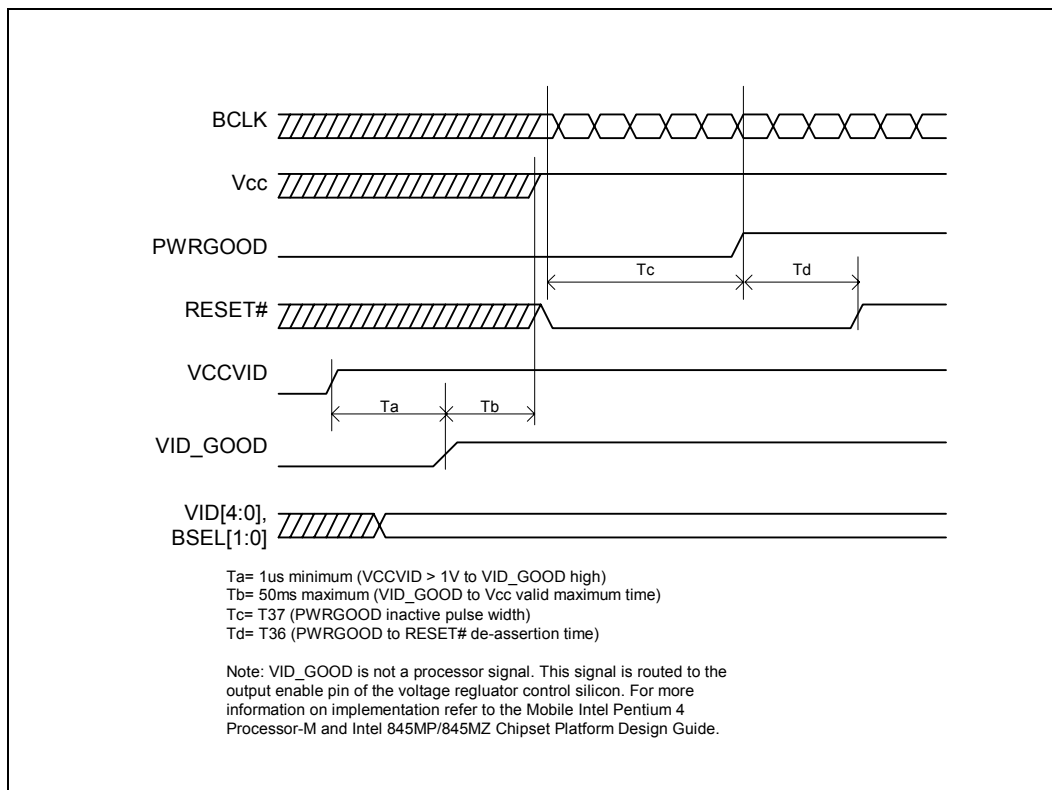 BCLK
Vcc
PWRGOOD
Tc
Td
RESET#
VCCVID
Ta
Tb
VID_GOOD
VID[4:0],
BSEL[1:0]
Ta= 1us minimum (VCCVID > 1V to VID_GOOD high)
Tb= 50ms maximum (VID_GOOD to Vcc valid maximum time)
Tc= T37 (PWRGOOD inactive pulse width)
Td= T36 (PWRGOOD to RESET# de-assertion time)
Note: VID_GOOD is not a processor signal. This signal is routed to the
output enable pin of the voltage regluator control silicon. For more
information on implementation refer to the Mobile Intel Pentium 4
Processor-M and Intel 845MP/845MZ Chipset Platform Design Guide.